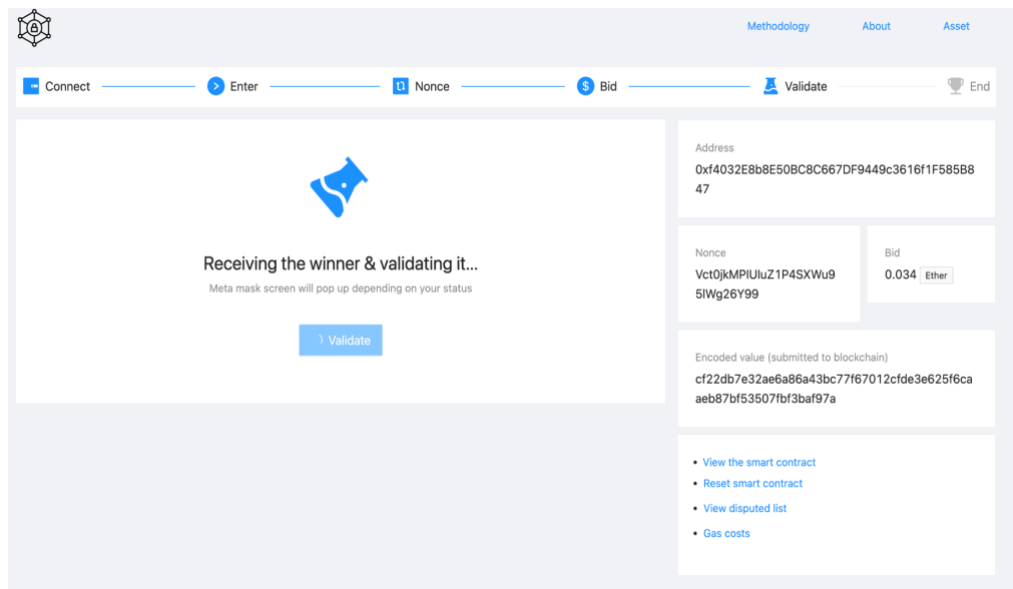 Methodology About Asset
Connect Enter Nonce Bid Validate End
Receiving the winner & validating it...
Meta mask screen will pop up depending on your status
Validate
Address
0xf4032E8b8E50BC8C667DF9449c3616f1F585B8
47
Nonce
Vct0jkMPlUluZ1P4SXWu9
5lWg26Y99
Bid
0.034 Ether
Encoded value (submitted to blockchain)
cf22db7e32ae6a86a43bc77f67012cfde3e625f6ca
aeb87bf53507fbf3baf97a
• View the smart contract
• Reset smart contract
• View disputed list
• Gas costs